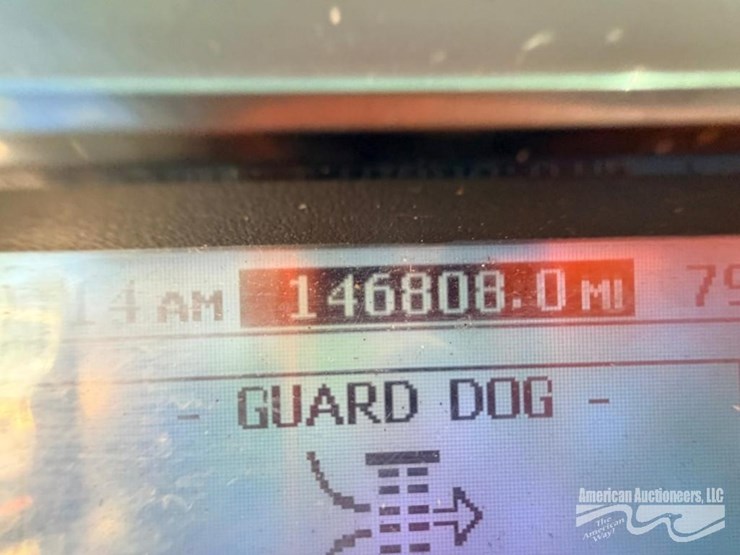 14 AM 146808.0 MI 79
- GUARD DOG -
American Auctioneers, LLC
The
American
Way!